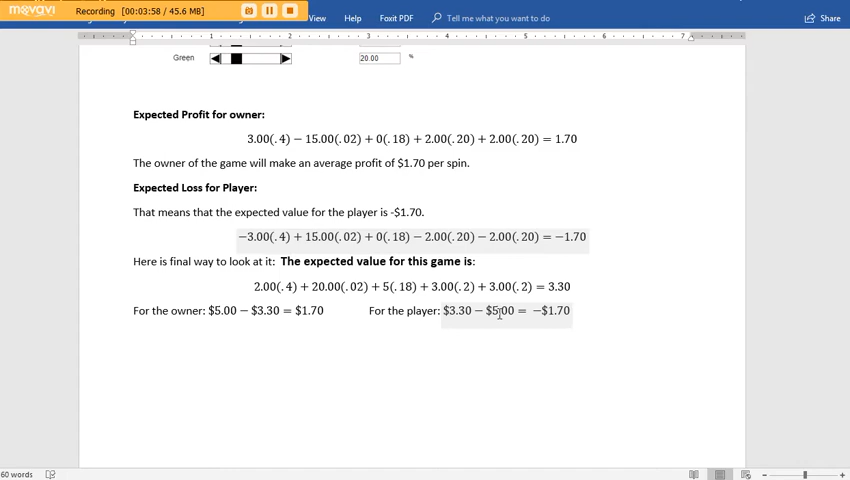 movavi
Recording [ 00:03:58 / 45.6 MB ]
View Help Foxit PDF Tell me what you want to do Share
1 2 3 4 5 6 7
Green 20.00 %
Expected Profit for owner:
3.00(.4) − 15.00(.02) + 0(.18) + 2.00(.20) + 2.00(.20) = 1.70
The owner of the game will make an average profit of $1.70 per spin.
Expected Loss for Player:
That means that the expected value for the player is -$1.70.
−3.00(.4) + 15.00(.02) + 0(.18) − 2.00(.20) − 2.00(.20) = −1.70
Here is final way to look at it: The expected value for this game is:
2.00(.4) + 20.00(.02) + 5(.18) + 3.00(.2) + 3.00(.2) = 3.30
For the owner: $5.00 − $3.30 = $1.70 For the player: $3.30 − $5.00 = −$1.70
60 words